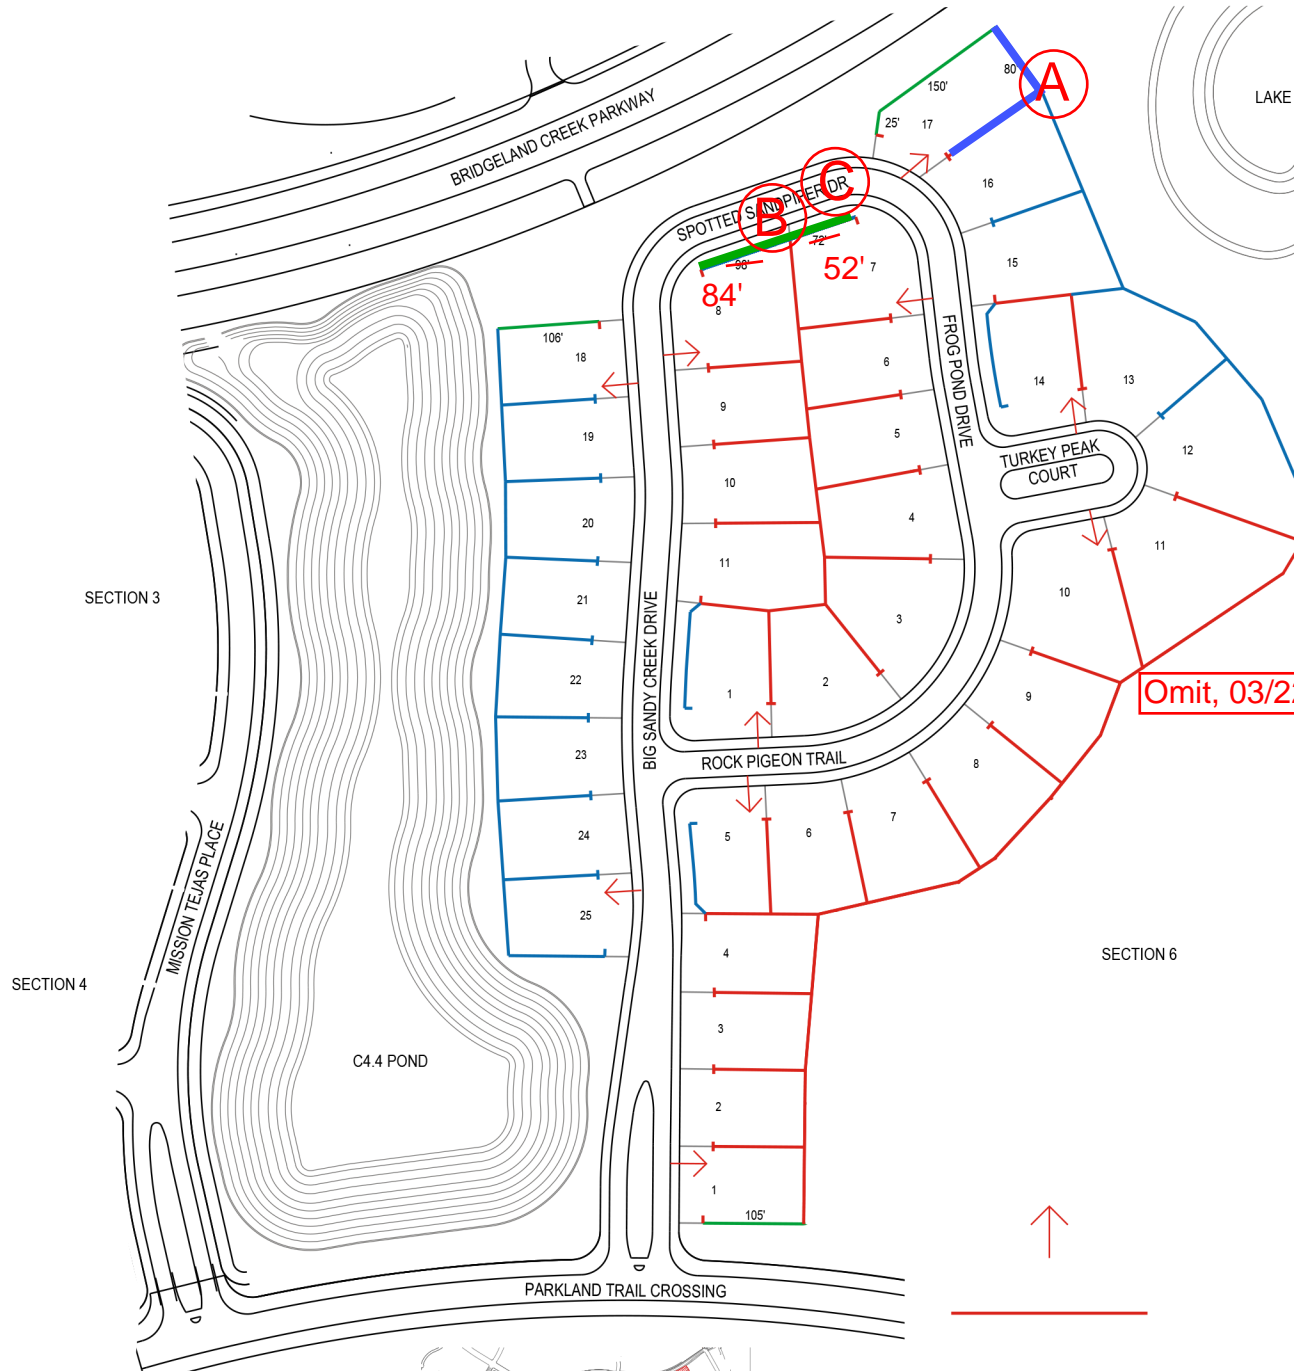 A
80
150'
LAKE
BRIDGELAND CREEK PARKWAY
25'
17
C
SPOTTED SANDPIPER DR
16
B
72'
98'
52'
7
15
84'
8
106'
18
6
FROG POND DRIVE
14
13
9
19
5
TURKEY PEAK
COURT
12
10
20
4
11
11
SECTION 3
21
10
BIG SANDY CREEK DRIVE
3
22
2
1
9
Omit, 03/2
23
ROCK PIGEON TRAIL
8
24
5
6
7
MISSION TEJAS PLACE
25
4
SECTION 6
SECTION 4
3
C4.4 POND
2
1
105'
PARKLAND TRAIL CROSSING